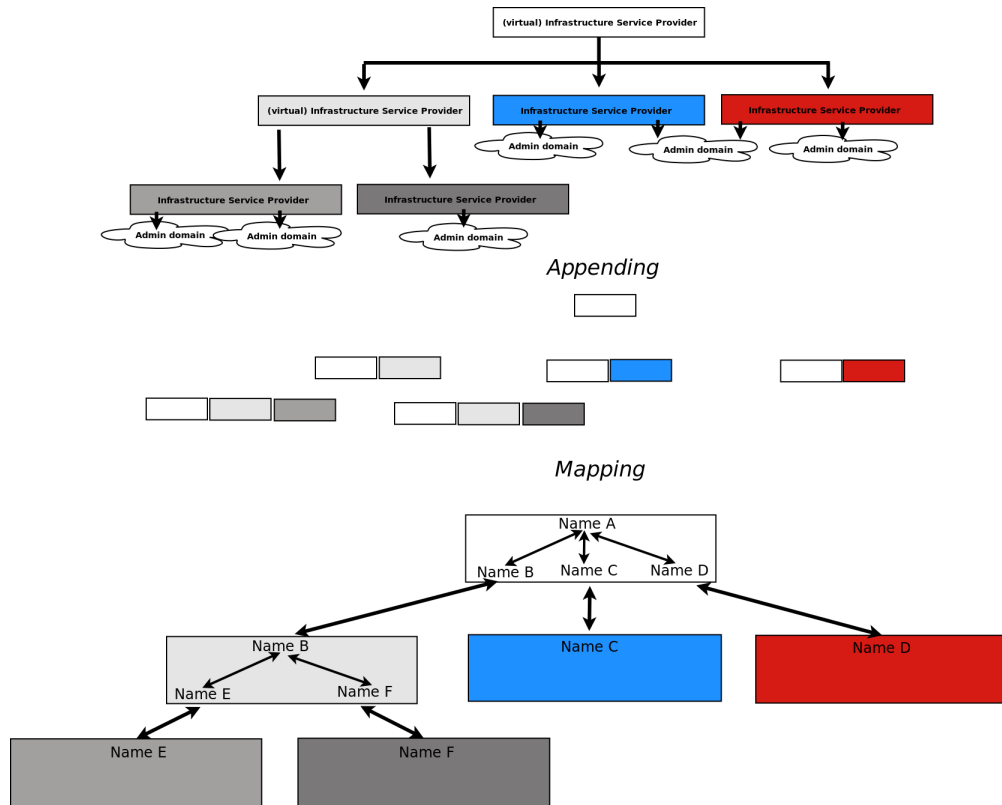 (virtual) Infrastructure Service Provider
(virtual) Infrastructure Service Provider
Infrastructure Service Provider
Infrastructure Service Provider
Admin domain
Admin domain
Admin domain
Infrastructure Service Provider
Infrastructure Service Provider
Admin domain
Admin domain
Admin domain
Appending
Mapping
Name A
Name B
Name C
Name D
Name B
Name C
Name D
Name E
Name F
Name E
Name F